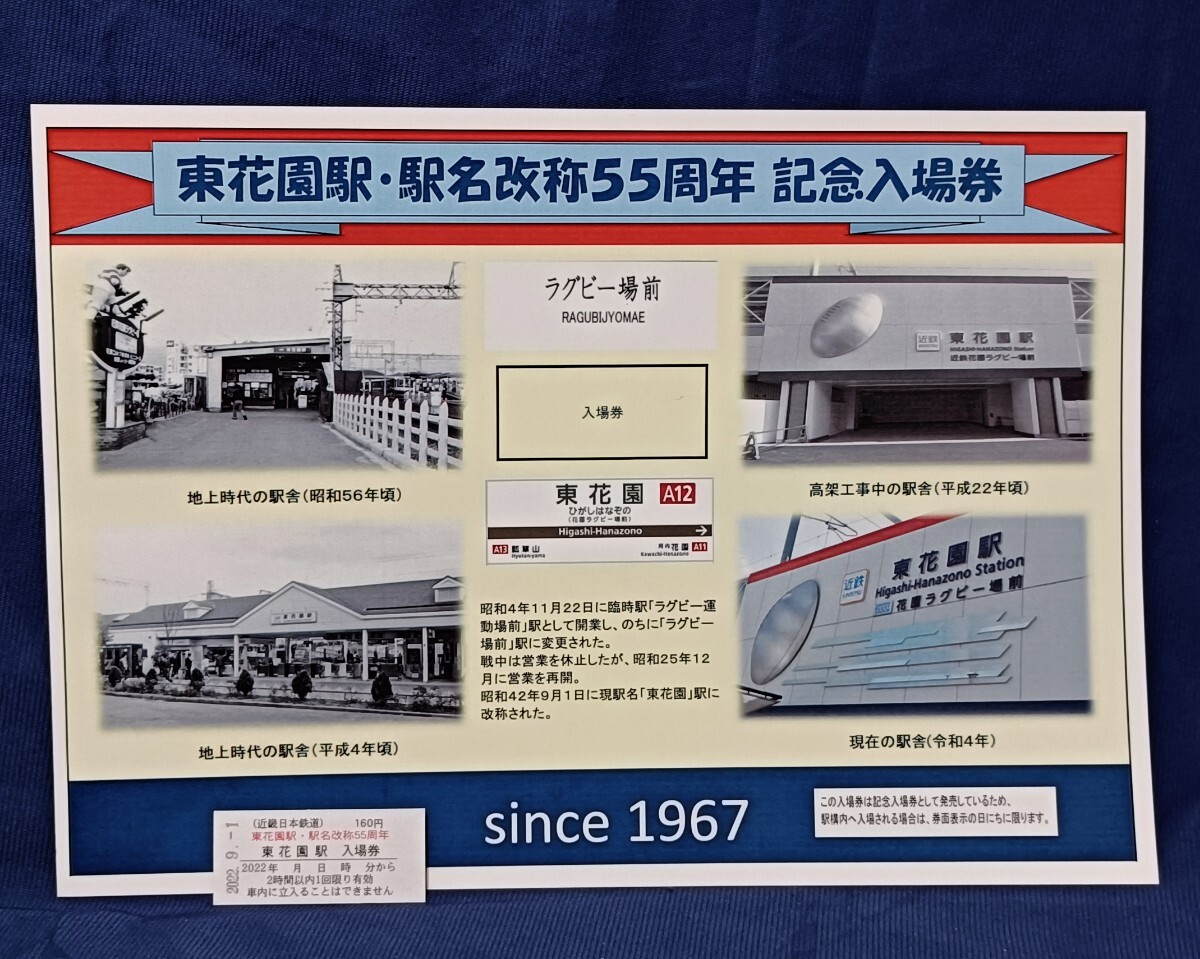 東花園駅・駅名改称55周年 記念入場券
地上時代の駅舎(昭和56年頃)
地上時代の駅舎(平成4年頃)
東花園駅
ラグビー場前
RAGUBIJYOMAE
入場券
東花園 A12
ひがしはなぞの
(花園ラグビー場前)
Higashi-Hanazono
A13 瓢簞山
Hyotan-yama
河内花園 A11
Kawachi-Hanazono
昭和4年11月22日に臨時駅「ラグビー運
動場前」駅として開業し、のちに「ラグビー
場前」駅に変更された。
戦中は営業を休止したが、昭和25年12
月に営業を再開。
昭和42年9月1日に現駅名「東花園」駅に
改称された。
近鉄 東花園駅
HIGASHI-HANAZONO Station
近鉄花園ラグビー場前
高架工事中の駅舎(平成22年頃)
近鉄
KINTETSU
東花園駅
Higashi-Hanazono Station
花園ラグビー場前
現在の駅舎(令和4年)
since 1967
この入場券は記念入場券として発売しているため、
駅構内へ入場される場合は、券面表示の日にちに限ります。
2022.9.-1
(近畿日本鉄道) 160円
東花園駅・駅名改称55周年
東花園駅 入場券
2022年 月 日 時 分から
2時間以内1回限り有効
車内に立入ることはできません